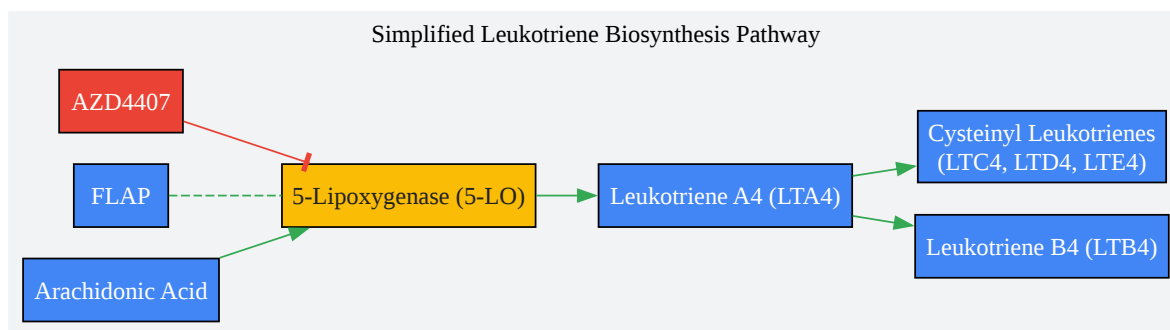 Simplified Leukotriene Biosynthesis Pathway
AZD4407
FLAP
Arachidonic Acid
5-Lipoxygenase (5-LO)
Leukotriene A4 (LTA4)
Cysteinyl Leukotrienes
(LTC4, LTD4, LTE4)
Leukotriene B4 (LTB4)